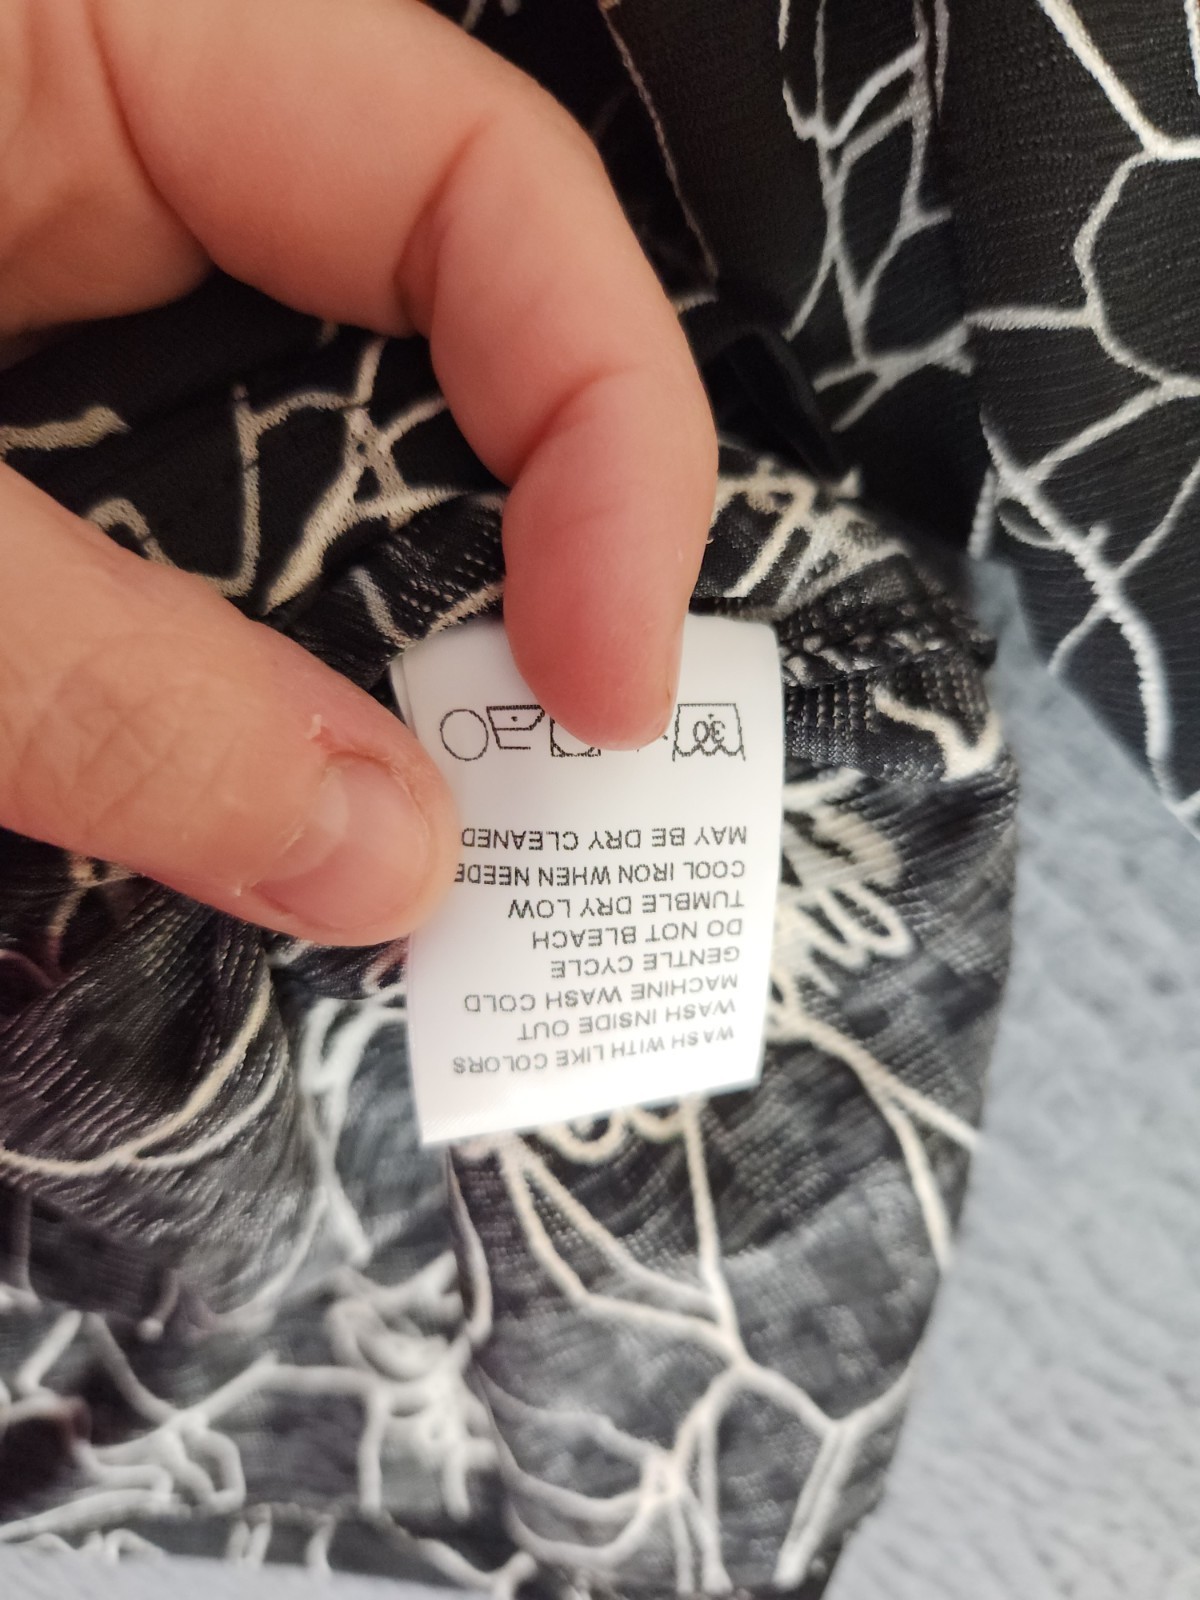 WASH WITH LIKE COLORS
WASH INSIDE OUT
MACHINE WASH COLD
GENTLE CYCLE
DO NOT BLEACH
TUMBLE DRY LOW
COOL IRON WHEN NEEDE
MAY BE DRY CLEANED
30